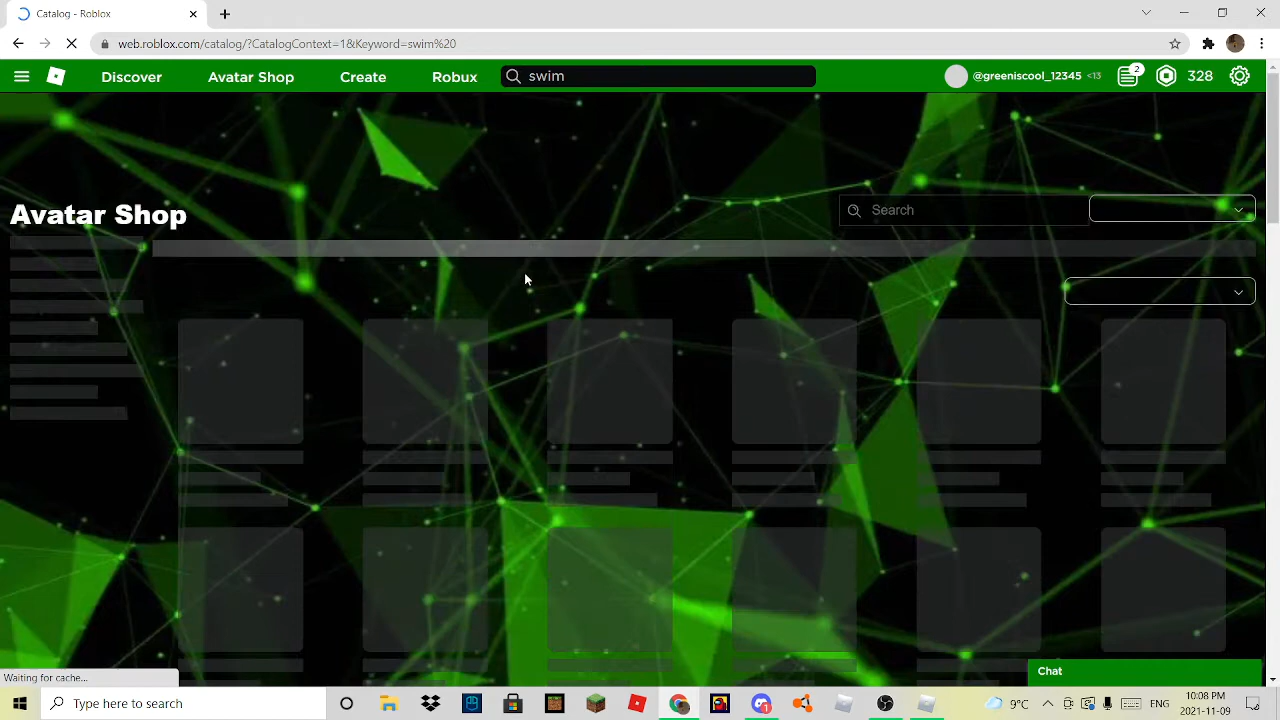 Catalog - Roblox
web.roblox.com/catalog/?CatalogContext=1&Keyword=swim%20
Discover Avatar Shop Create Robux swim @greeniscool_12345 <13 2 328
Avatar Shop
Search
Chat
Waiting for cache...
Type here to search 1 9°C ENG 10:08 PM
2021-11-09